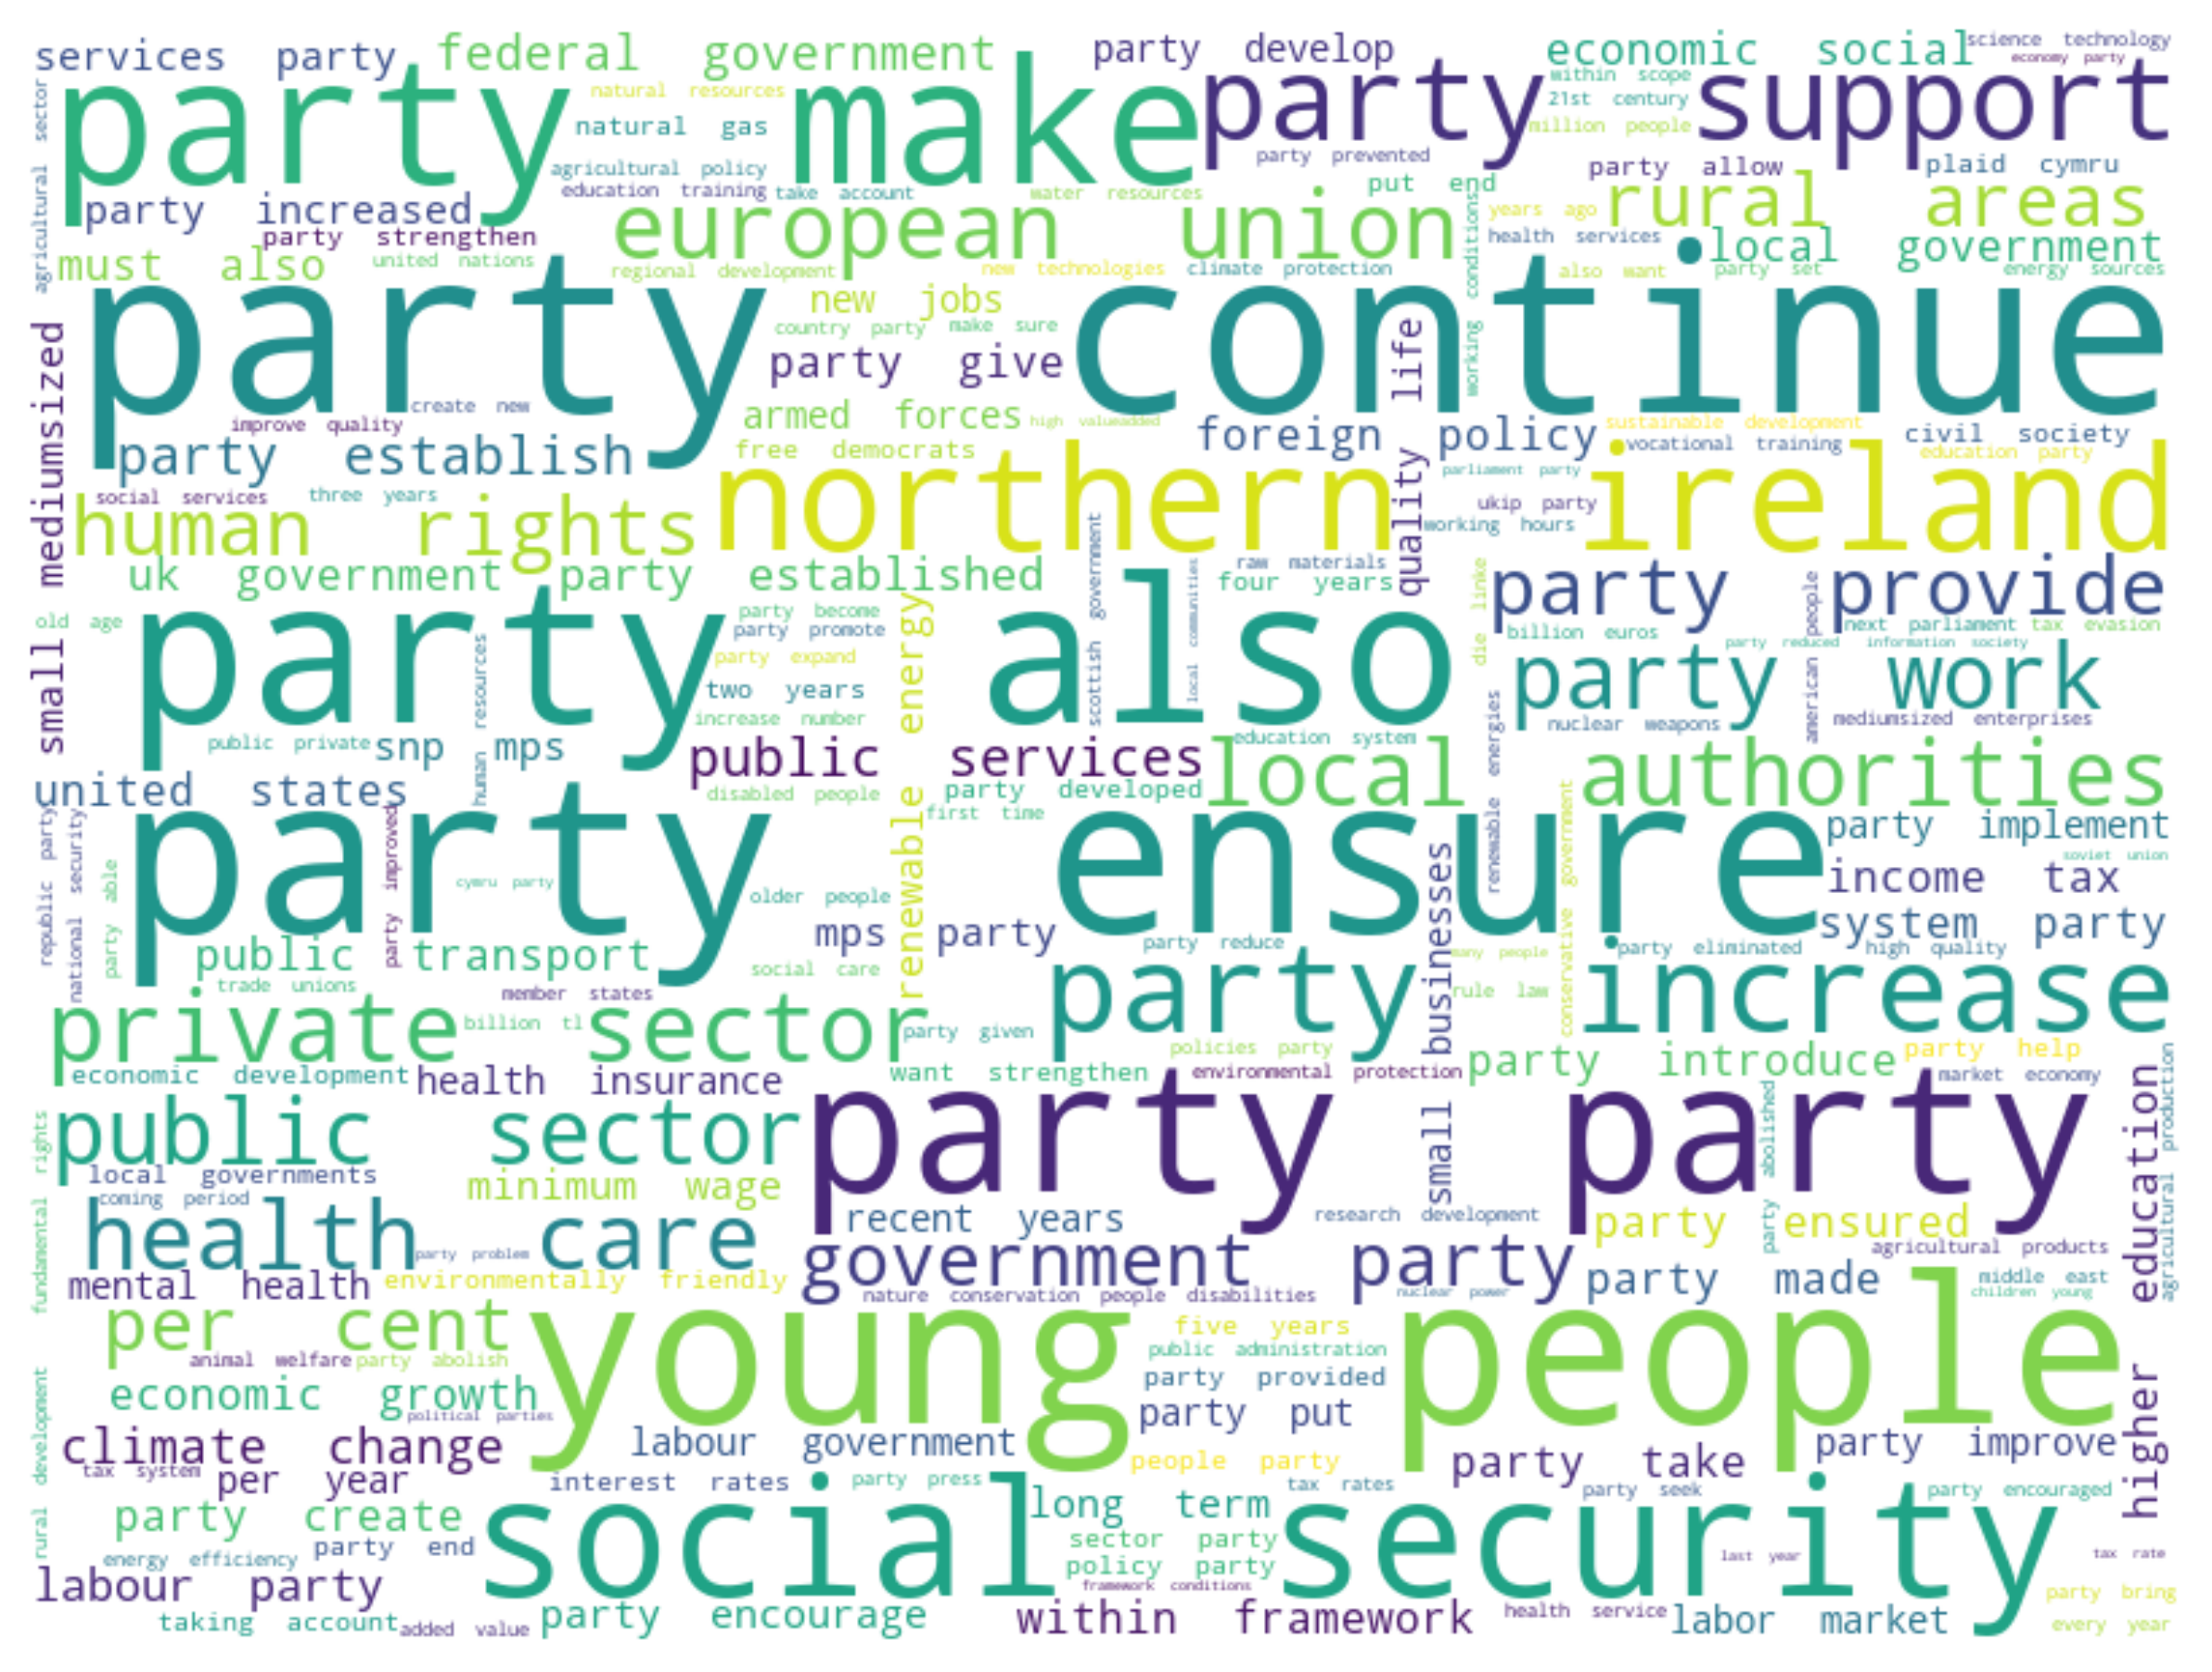 services party
federal government
party develop
economic social
science technology
economy party
party make
party support
natural resources
within scope
21st century
natural gas
million people
agricultural sector
agricultural policy
party prevented
party allow
plaid cymru
education training
take account
water resources
put end
rural areas
party increased
european union
years ago
party strengthen
health services
local government
must also
united nations
regional development
new technologies
climate protection
working conditions
also want
party set
energy sources
party continue
new jobs
country party
make sure
party give
quality life
small mediumsized
create new
improve quality
armed forces
high valueadded
foreign policy
sustainable development
vocational training
civil society
party establish
free democrats
northern ireland
education party
parliament party
social services
three years
human rights
ukip party
working hours
uk government
party established
scottish government
local communities
raw materials
four years
party provide
old age
party also
party become
party promote
party expand
renewable energy
die linke
billion euros
american people
next parliament
tax evasion
party reduced
information society
party work
two years
increase number
human resources
public private
snp mps
nuclear weapons
mediumsized enterprises
public services
education system
local authorities
renewable energies
united states
disabled people
party developed
first time
party ensure
party implement
republic party
national security
party able
party improved
cymru party
older people
conservative government
soviet union
income tax
system party
mps party
small businesses
public transport
party reduce
party eliminated
high quality
many people
social care
party increase
trade unions
member states
rule law
private sector
billion tl
party given
policies party
party introduce
party help
economic development
health insurance
want strengthen
environmental protection
market economy
agricultural production
public sector
party party
party abolished
higher education
fundamental rights
local governments
minimum wage
coming period
health care
recent years
research development
party ensured
party problem
government party
agricultural products
mental health
environmentally friendly
nature conservation
people disabilities
nuclear power
party made
middle east
children young
per cent
young people
five years
public administration
animal welfare
party abolish
party provided
economic growth
political parties
party put
rural development
climate change
labour government
party improve
people party
party take
tax system
per year
interest rates
party press
tax rates
party seek
party encouraged
party create
social security
long term
sector party
energy efficiency
party end
policy party
last year
tax rate
labour party
framework conditions
party bring
taking account
added value
party encourage
within framework
health service
labor market
every year